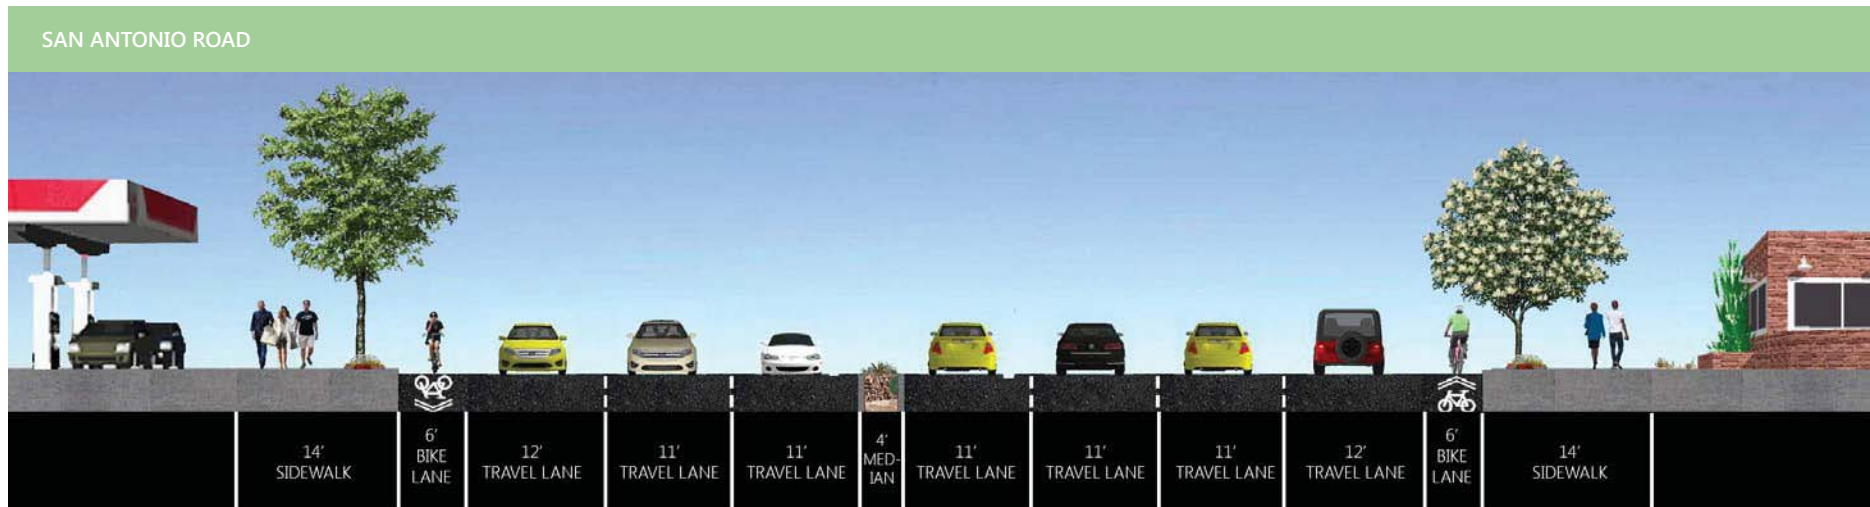 SAN ANTONIO ROAD
14’
SIDEWALK
6’
BIKE
LANE
12’
TRAVEL LANE
11’
TRAVEL LANE
11’
TRAVEL LANE
4’
MED-
IAN
11’
TRAVEL LANE
11’
TRAVEL LANE
11’
TRAVEL LANE
12’
TRAVEL LANE
6’
BIKE
LANE
14’
SIDEWALK